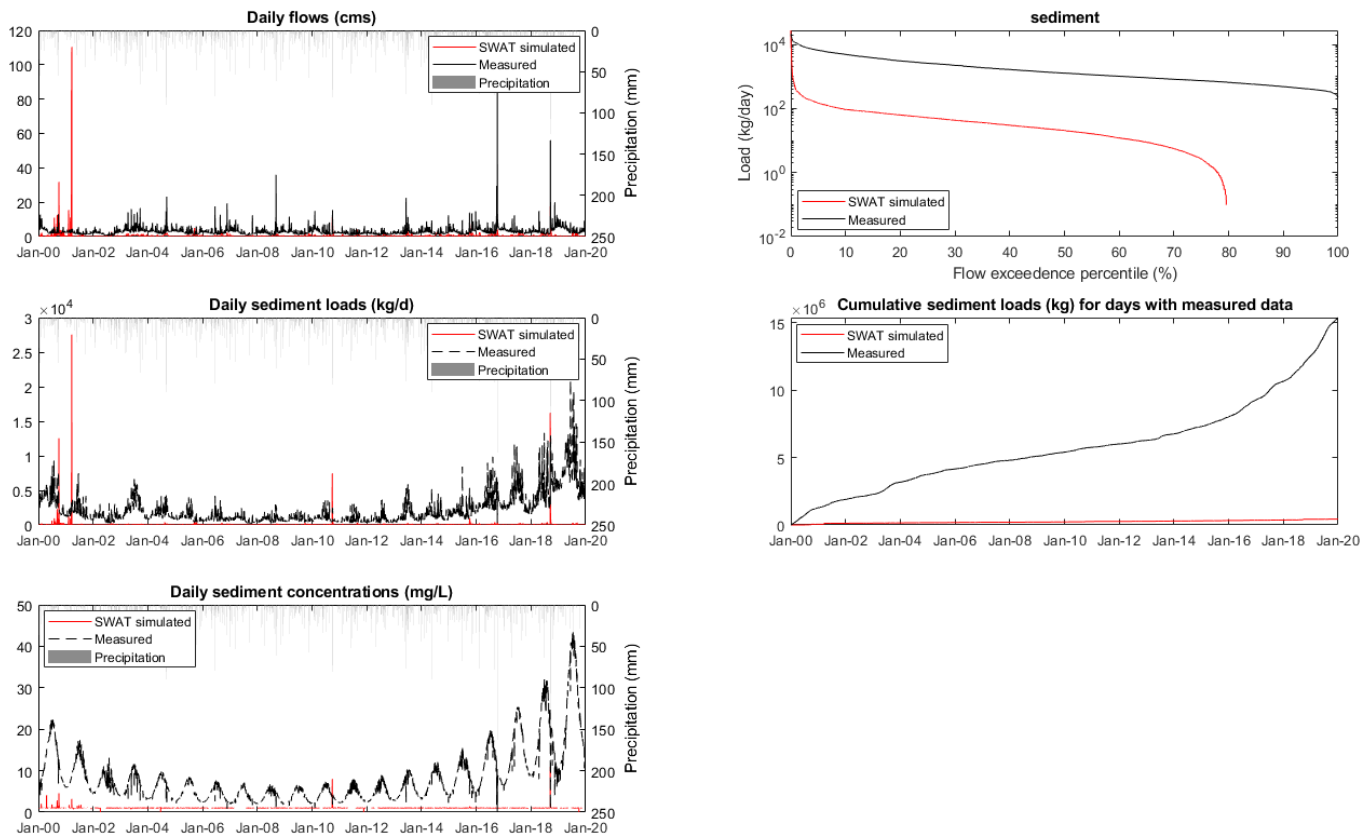 Daily flows (cms)
120
100
80
60
40
20
0
SWAT simulated
Measured
Precipitation
0
50
100
150
200
250
Precipitation (mm)
Jan-00 Jan-02 Jan-04 Jan-06 Jan-08 Jan-10 Jan-12 Jan-14 Jan-16 Jan-18 Jan-20
sediment
Load (kg/day)
10^4
10^2
10^0
10^-2
SWAT simulated
Measured
0 10 20 30 40 50 60 70 80 90 100
Flow exceedence percentile (%)
Daily sediment loads (kg/d)
× 10^4
3
2.5
2
1.5
1
0.5
0
SWAT simulated
Measured
Precipitation
0
50
100
150
200
250
Precipitation (mm)
Jan-00 Jan-02 Jan-04 Jan-06 Jan-08 Jan-10 Jan-12 Jan-14 Jan-16 Jan-18 Jan-20
Cumulative sediment loads (kg) for days with measured data
× 10^6
15
10
5
0
SWAT simulated
Measured
Jan-00 Jan-02 Jan-04 Jan-06 Jan-08 Jan-10 Jan-12 Jan-14 Jan-16 Jan-18 Jan-20
Daily sediment concentrations (mg/L)
50
40
30
20
10
0
SWAT simulated
Measured
Precipitation
0
50
100
150
200
250
Precipitation (mm)
Jan-00 Jan-02 Jan-04 Jan-06 Jan-08 Jan-10 Jan-12 Jan-14 Jan-16 Jan-18 Jan-20